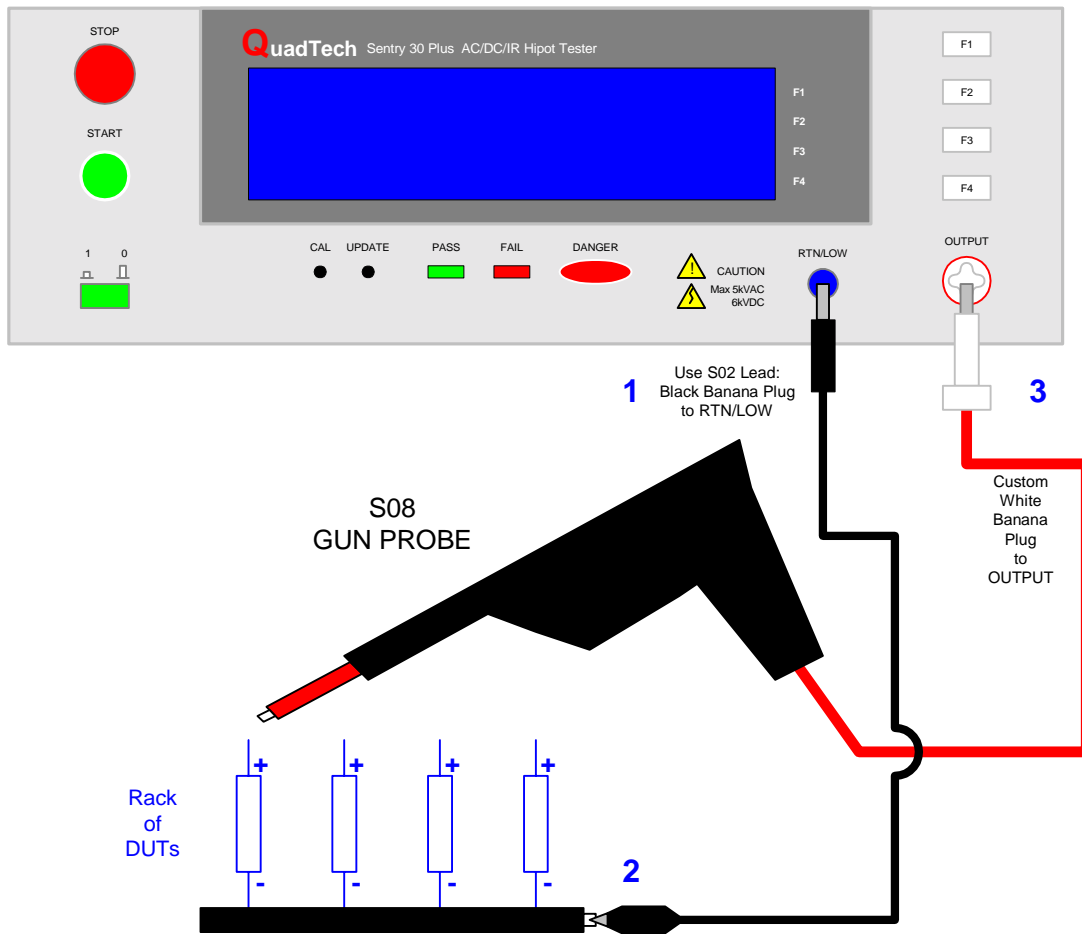 STOP
QuadTech Sentry 30 Plus AC/DC/IR Hipot Tester
F1
F2
F3
F4
F1
F2
F3
F4
START
1 0
CAL UPDATE PASS FAIL DANGER
CAUTION
Max 5kVAC
6kVDC
RTN/LOW
OUTPUT
1
Use S02 Lead:
Black Banana Plug
to RTN/LOW
3
Custom
White
Banana
Plug
to
OUTPUT
S08
GUN PROBE
Rack
of
DUTs
+ + + +
- - - -
2